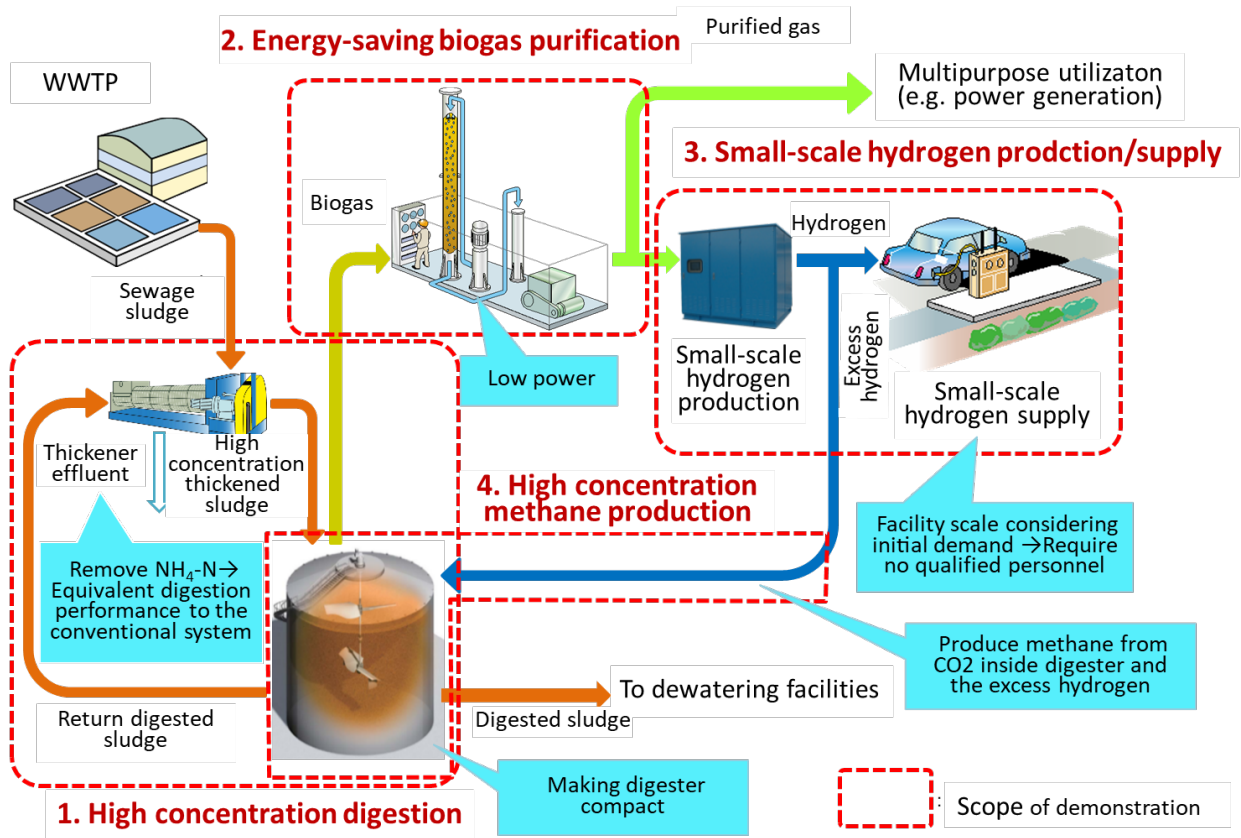 2. Energy-saving biogas purification
Purified gas
WWTP
Multipurpose utilizaton
(e.g. power generation)
3. Small-scale hydrogen prodction/supply
Biogas
Hydrogen
Sewage
sludge
Excess
hydrogen
Low power
Small-scale
hydrogen
production
Small-scale
hydrogen supply
Thickener
effluent
High
concentration
thickened
sludge
4. High concentration
methane production
Facility scale considering
initial demand →Require
no qualified personnel
Remove NH4-N→
Equivalent digestion
performance to the
conventional system
Produce methane from
CO2 inside digester and
the excess hydrogen
To dewatering facilities
Return digested
sludge
Digested sludge
Making digester
compact
1. High concentration digestion
: Scope of demonstration